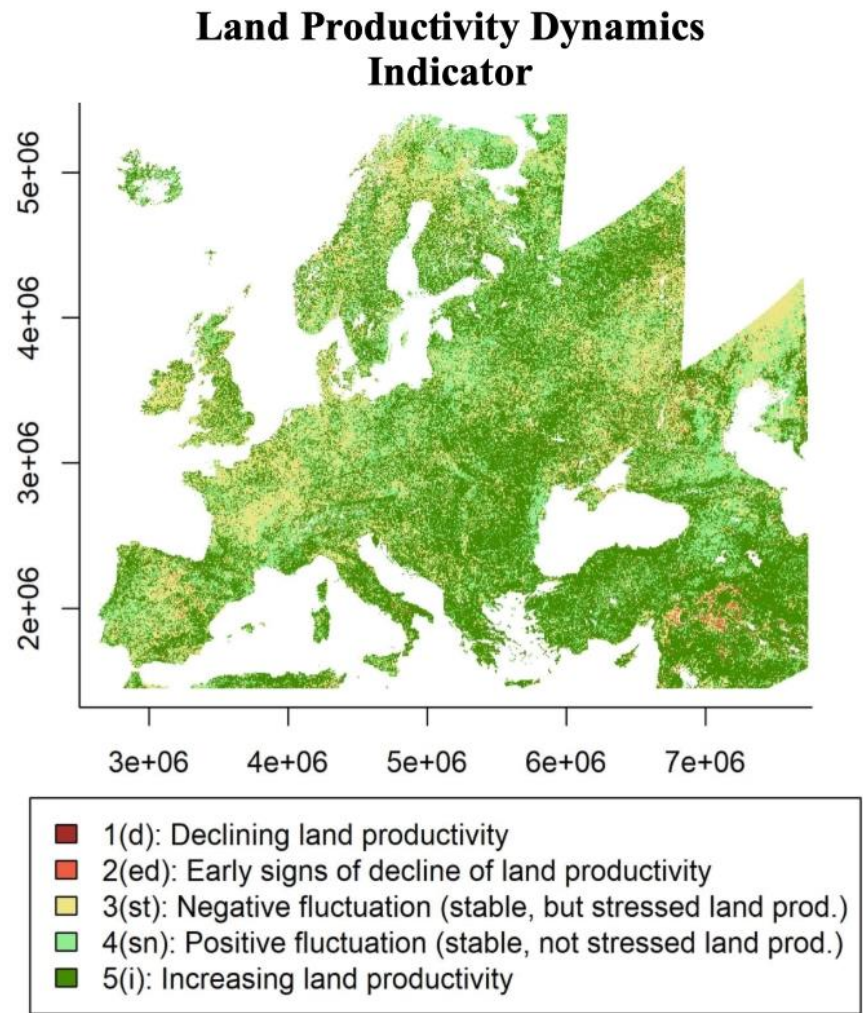 Land Productivity Dynamics
Indicator
5e+06
4e+06
3e+06
2e+06
3e+06 4e+06 5e+06 6e+06 7e+06
1(d): Declining land productivity
2(ed): Early signs of decline of land productivity
3(st): Negative fluctuation (stable, but stressed land prod.)
4(sn): Positive fluctuation (stable, not stressed land prod.)
5(i): Increasing land productivity